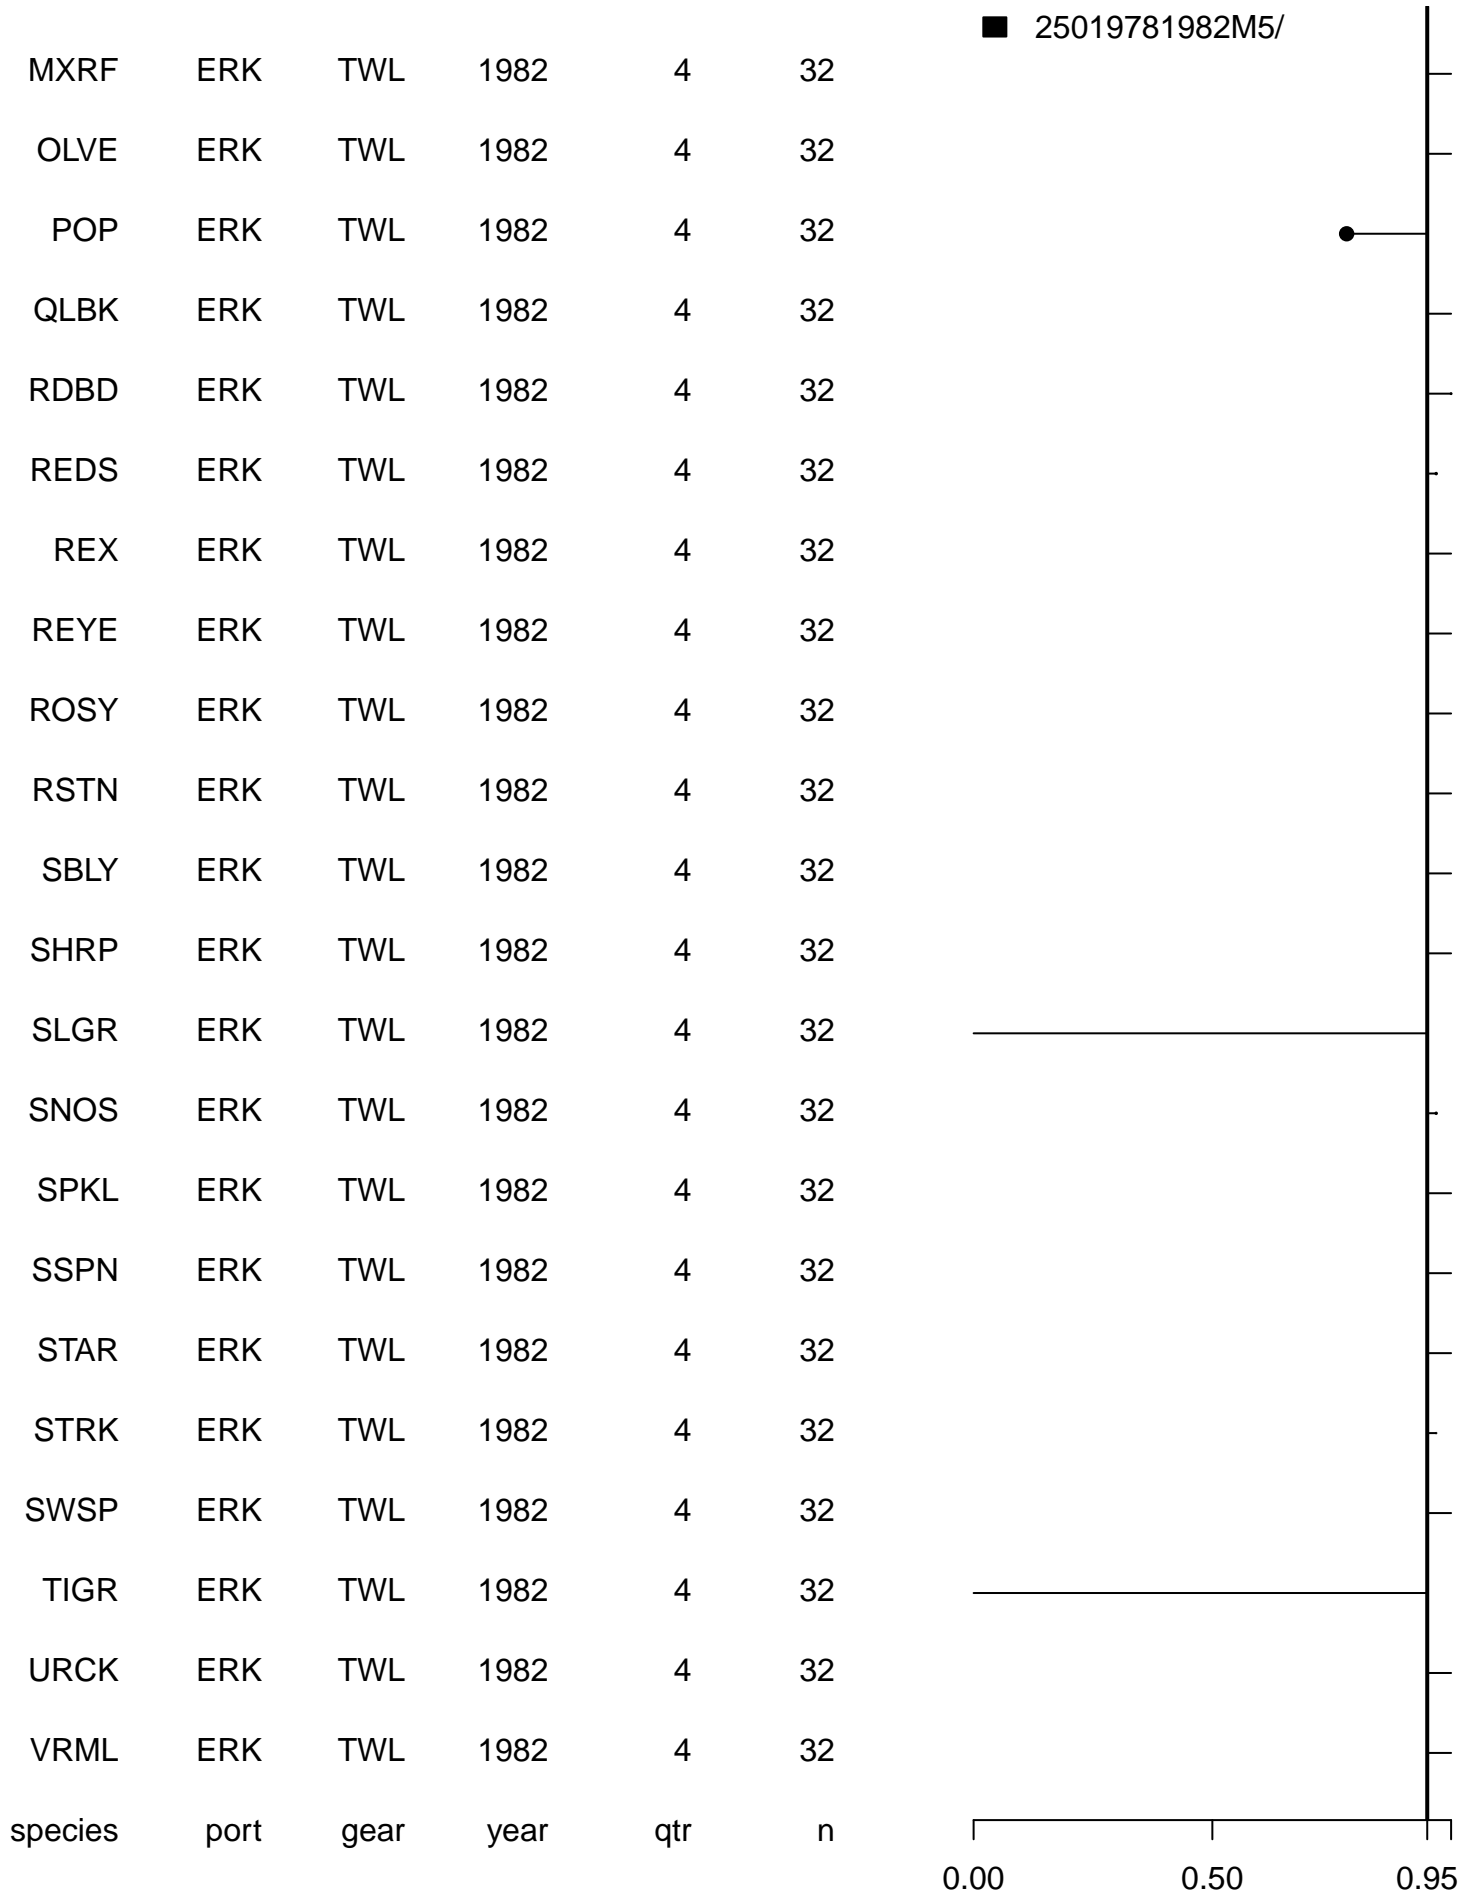 25019781982M5/
MXRF ERK TWL 1982 4 32
OLVE ERK TWL 1982 4 32
POP ERK TWL 1982 4 32
QLBK ERK TWL 1982 4 32
RDBD ERK TWL 1982 4 32
REDS ERK TWL 1982 4 32
REX ERK TWL 1982 4 32
REYE ERK TWL 1982 4 32
ROSY ERK TWL 1982 4 32
RSTN ERK TWL 1982 4 32
SBLY ERK TWL 1982 4 32
SHRP ERK TWL 1982 4 32
SLGR ERK TWL 1982 4 32
SNOS ERK TWL 1982 4 32
SPKL ERK TWL 1982 4 32
SSPN ERK TWL 1982 4 32
STAR ERK TWL 1982 4 32
STRK ERK TWL 1982 4 32
SWSP ERK TWL 1982 4 32
TIGR ERK TWL 1982 4 32
URCK ERK TWL 1982 4 32
VRML ERK TWL 1982 4 32
species port gear year qtr n
0.00 0.50 0.95